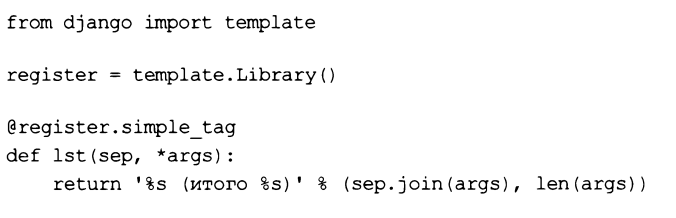 from django import template
register = template.Library()
@register.simple_tag
def lst(sep, *args):
    return '%s (итого %s)' % (sep.join(args), len(args))